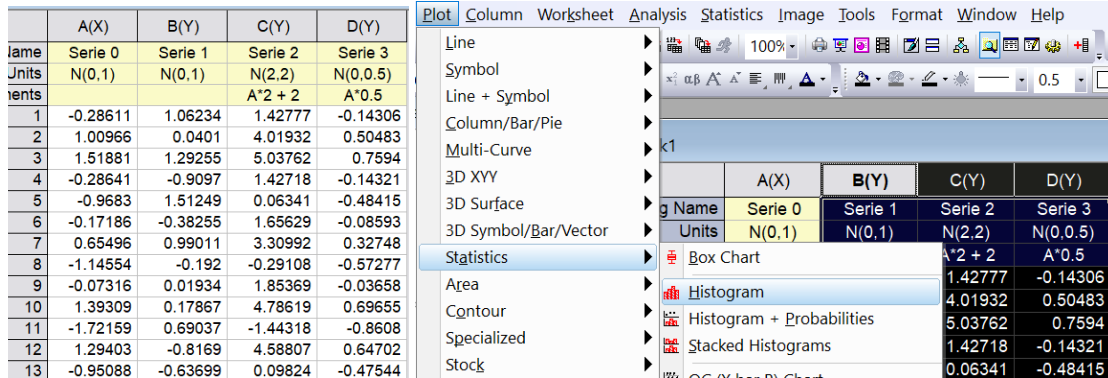 A(X) B(Y) C(Y) D(Y)
Name Serie 0 Serie 1 Serie 2 Serie 3
Units N(0,1) N(0,1) N(2,2) N(0,0.5)
ents A*2 + 2 A*0.5
1 -0.28611 1.06234 1.42777 -0.14306
2 1.00966 0.0401 4.01932 0.50483
3 1.51881 1.29255 5.03762 0.7594
4 -0.28641 -0.9097 1.42718 -0.14321
5 -0.9683 1.51249 0.06341 -0.48415
6 -0.17186 -0.38255 1.65629 -0.08593
7 0.65496 0.99011 3.30992 0.32748
8 -1.14554 -0.192 -0.29108 -0.57277
9 -0.07316 0.01934 1.85369 -0.03658
10 1.39309 0.17867 4.78619 0.69655
11 -1.72159 0.69037 -1.44318 -0.8608
12 1.29403 -0.8169 4.58807 0.64702
13 -0.95088 -0.63699 0.09824 -0.47544
Plot Column Worksheet Analysis Statistics Image Tools Format Window Help
100%
αβ A A A 0.5
Line
Symbol
Line + Symbol
Column/Bar/Pie
Multi-Curve
3D XYY
3D Surface
3D Symbol/Bar/Vector
Statistics
Area
Contour
Specialized
Stock
k1
A(X) B(Y) C(Y) D(Y)
g Name Serie 0 Serie 1 Serie 2 Serie 3
Units N(0,1) N(0,1) N(2,2) N(0,0.5)
A*2 + 2 A*0.5
1.42777 -0.14306
4.01932 0.50483
5.03762 0.7594
1.42718 -0.14321
0.06341 -0.48415
Box Chart
Histogram
Histogram + Probabilities
Stacked Histograms
QC (X-bar R) Chart